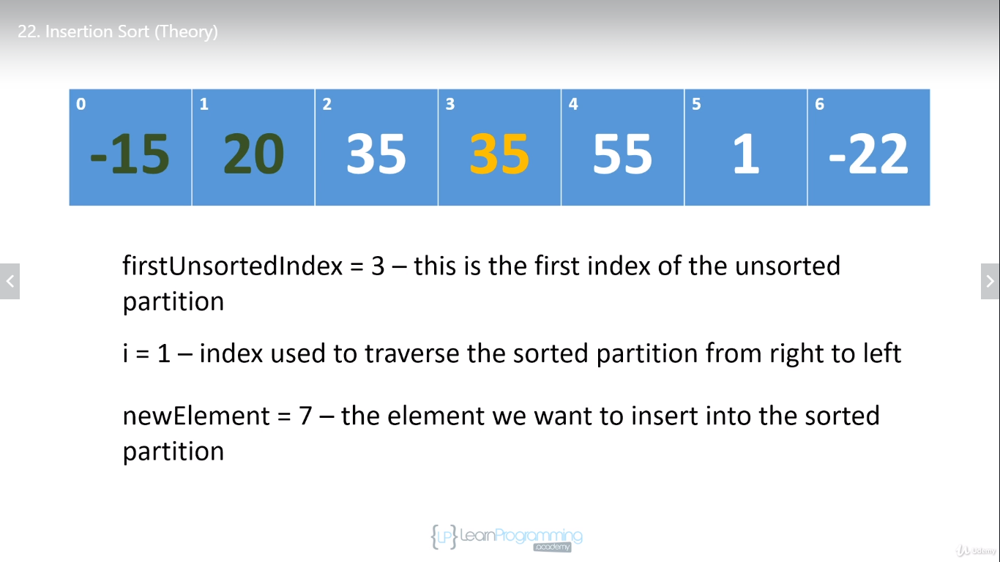 22. Insertion Sort (Theory)
0 1 2 3 4 5 6
-15 20 35 35 55 1 -22
firstUnsortedIndex = 3 – this is the first index of the unsorted
partition
i = 1 – index used to traverse the sorted partition from right to left
newElement = 7 – the element we want to insert into the sorted
partition
{LP} LearnProgramming
.academy
Udemy